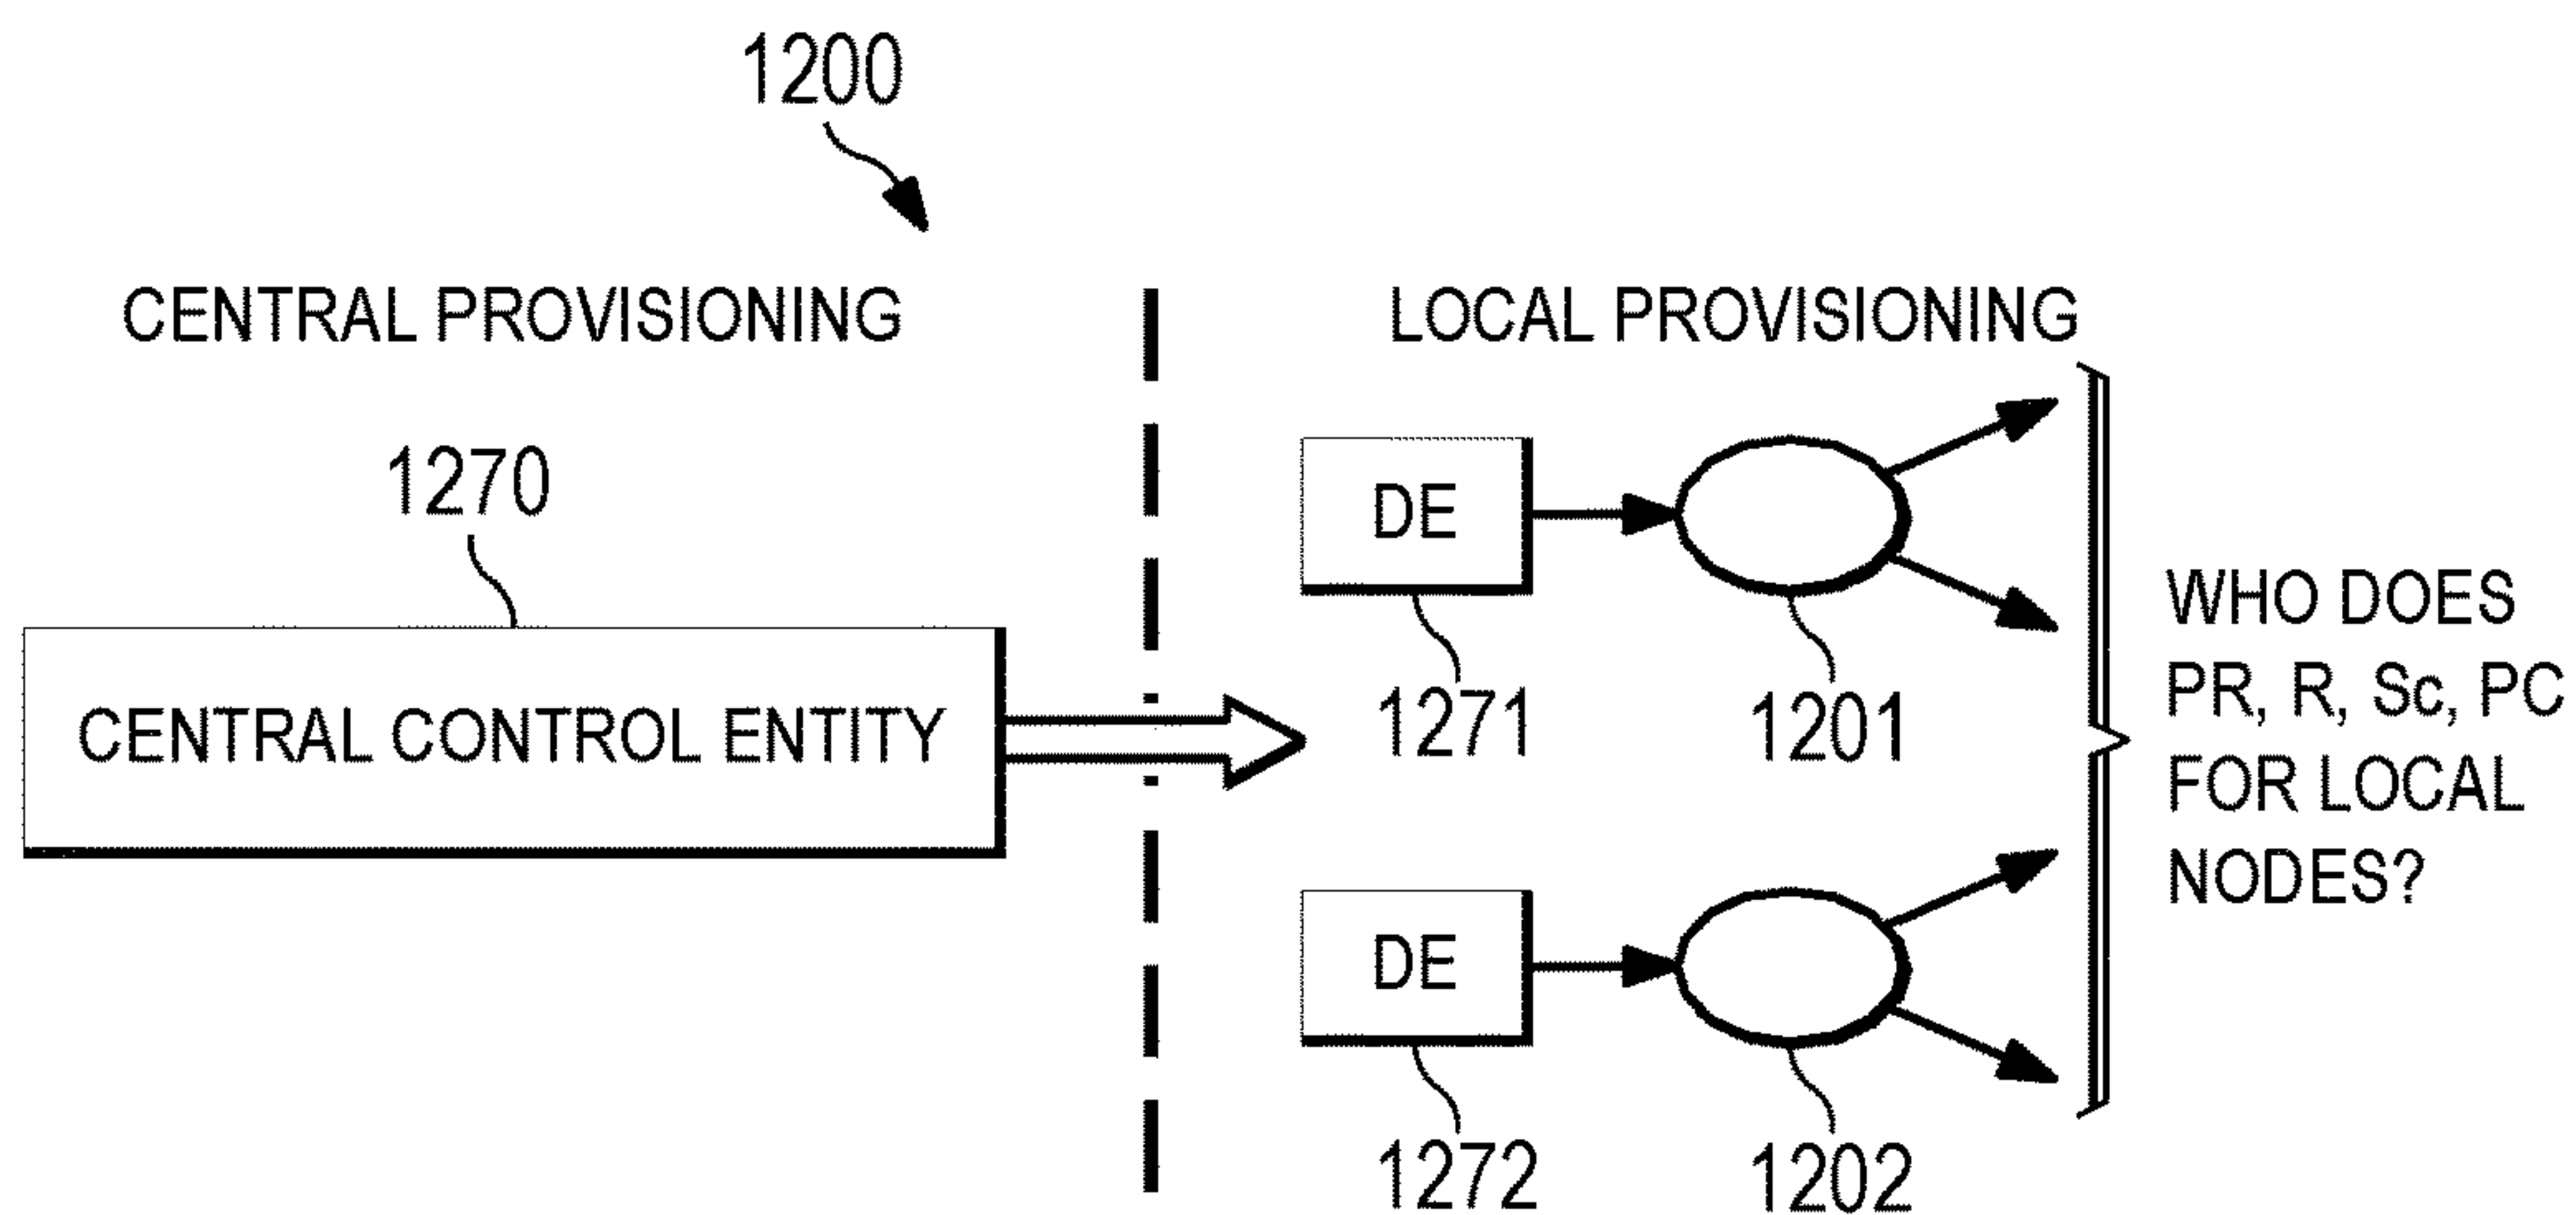 1200
CENTRAL PROVISIONING
LOCAL PROVISIONING
1270
CENTRAL CONTROL ENTITY
DE
1271
1201
DE
1272
1202
WHO DOES
PR, R, Sc, PC
FOR LOCAL
NODES?